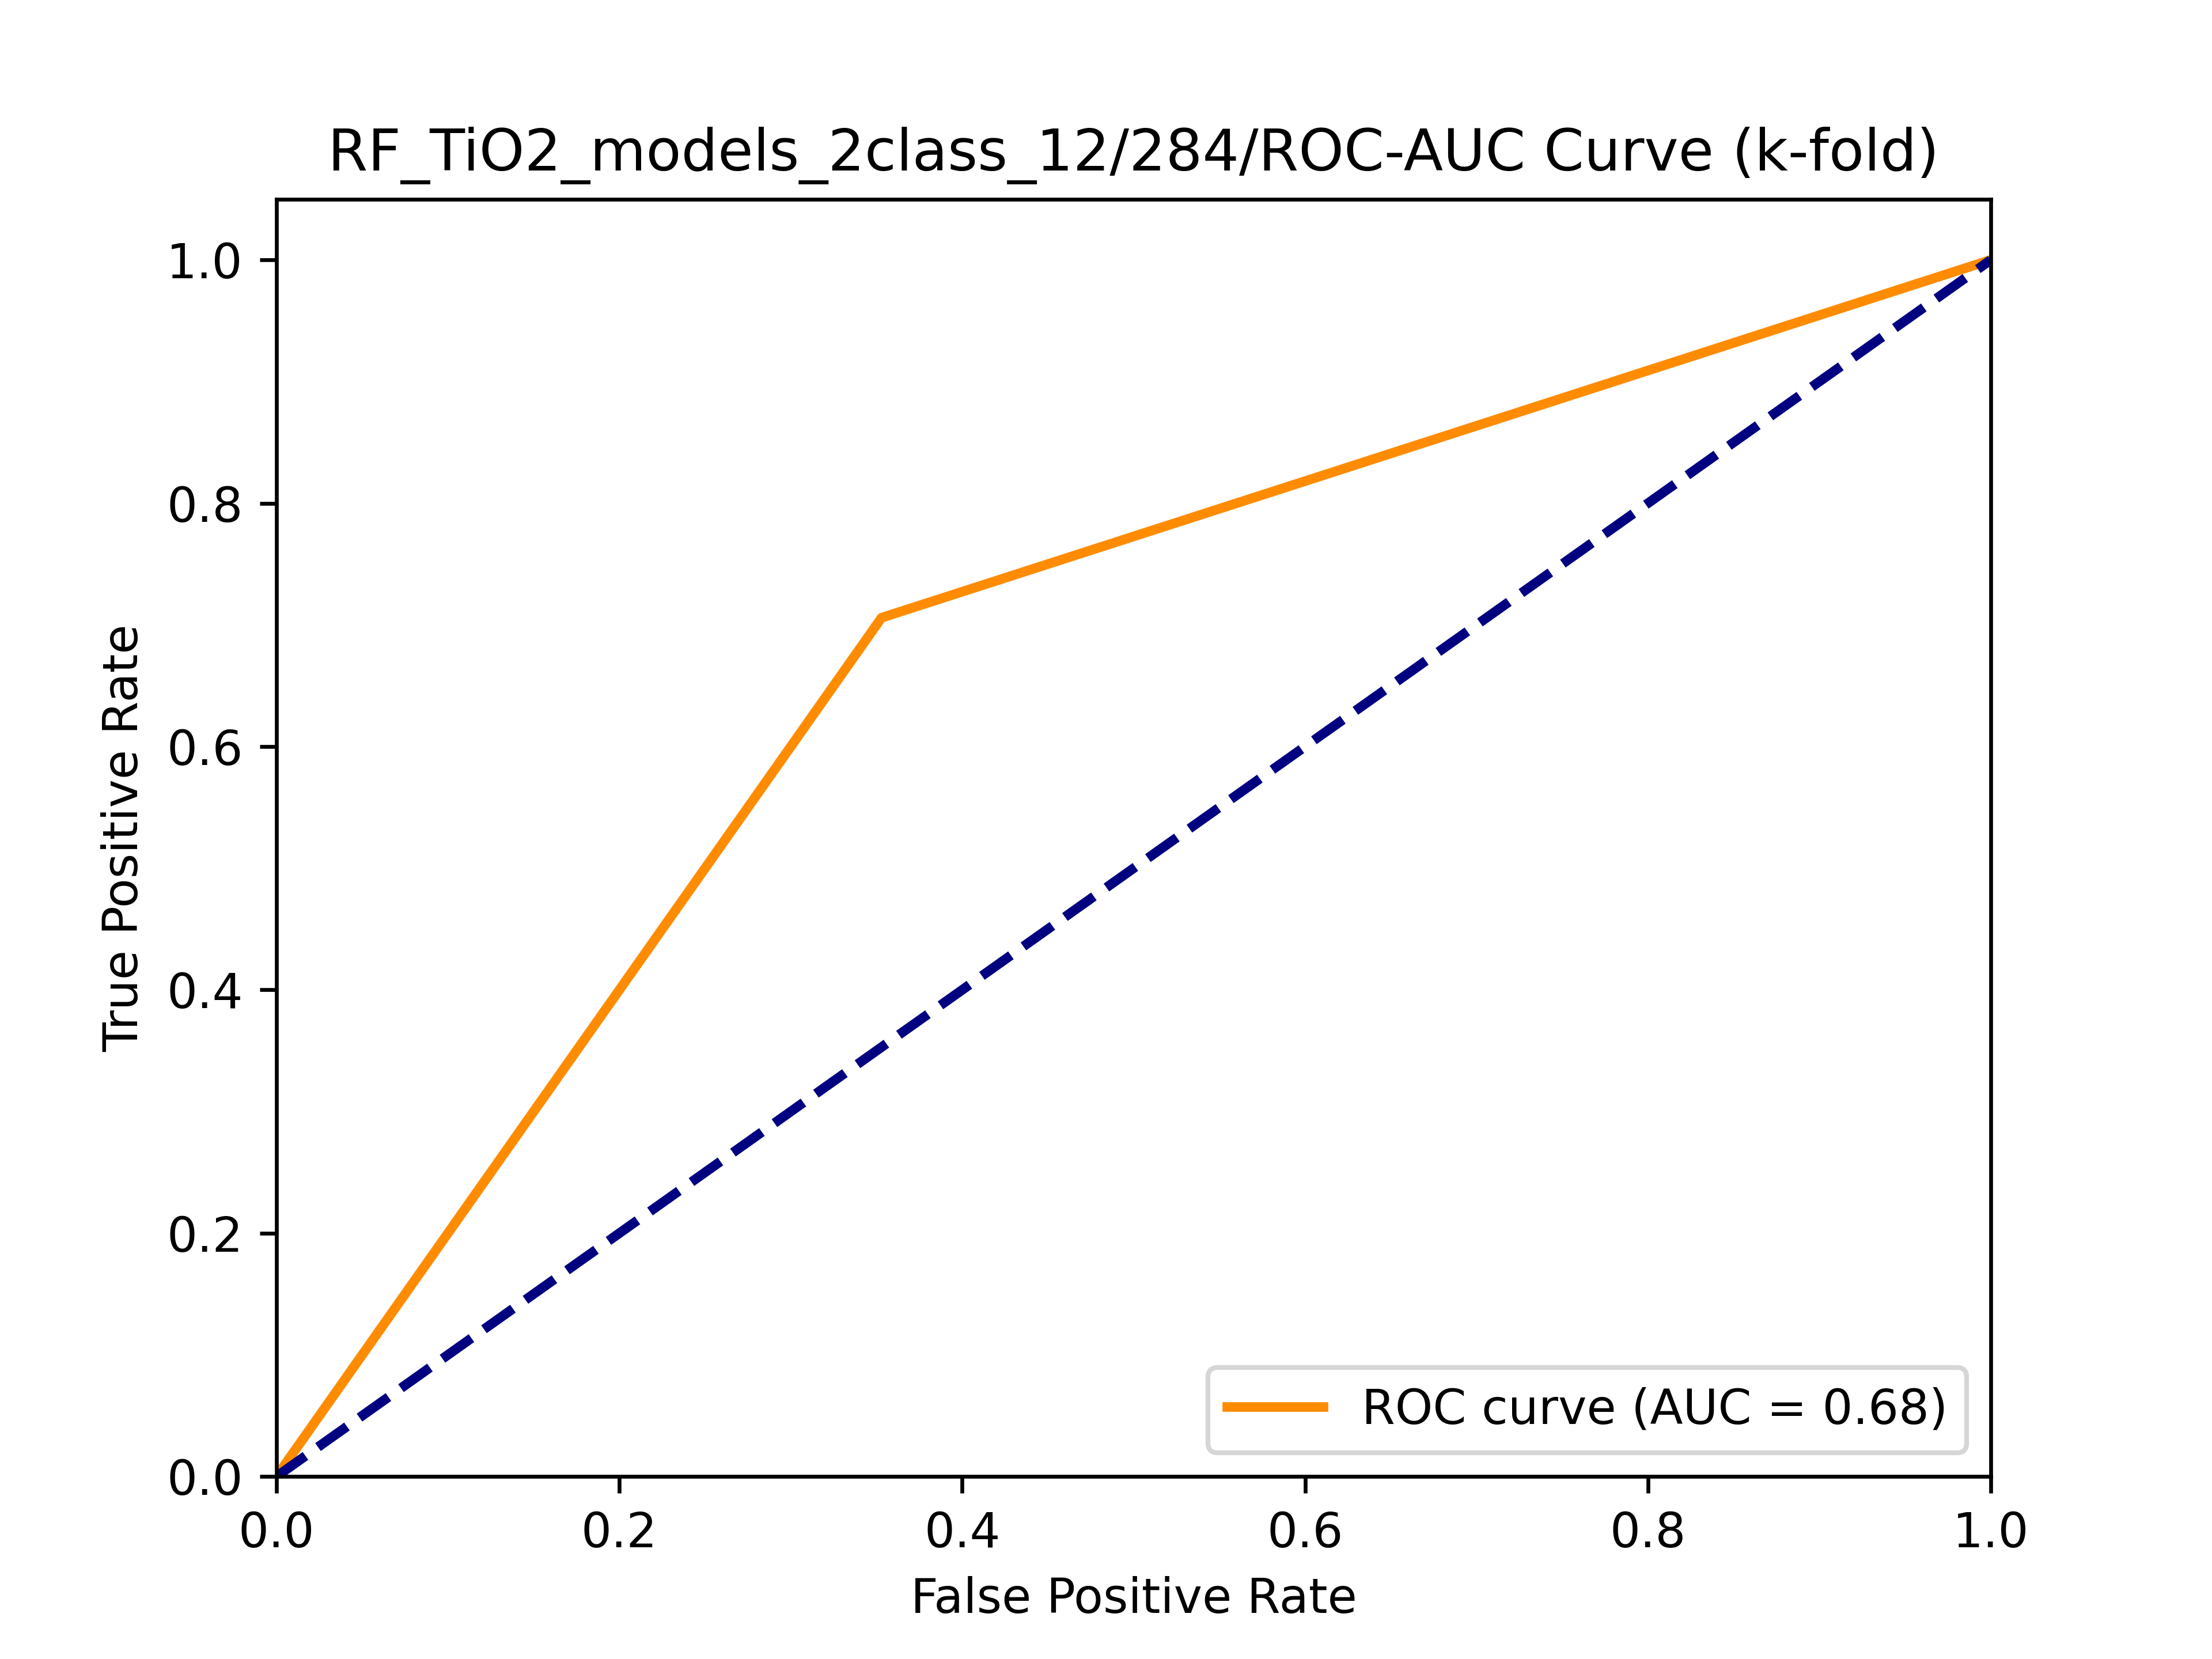 RF_TiO2_models_2class_12/284/ROC-AUC Curve (k-fold)
True Positive Rate
1.0
0.8
0.6
0.4
0.2
0.0
ROC curve (AUC = 0.68)
0.0 0.2 0.4 0.6 0.8 1.0
False Positive Rate